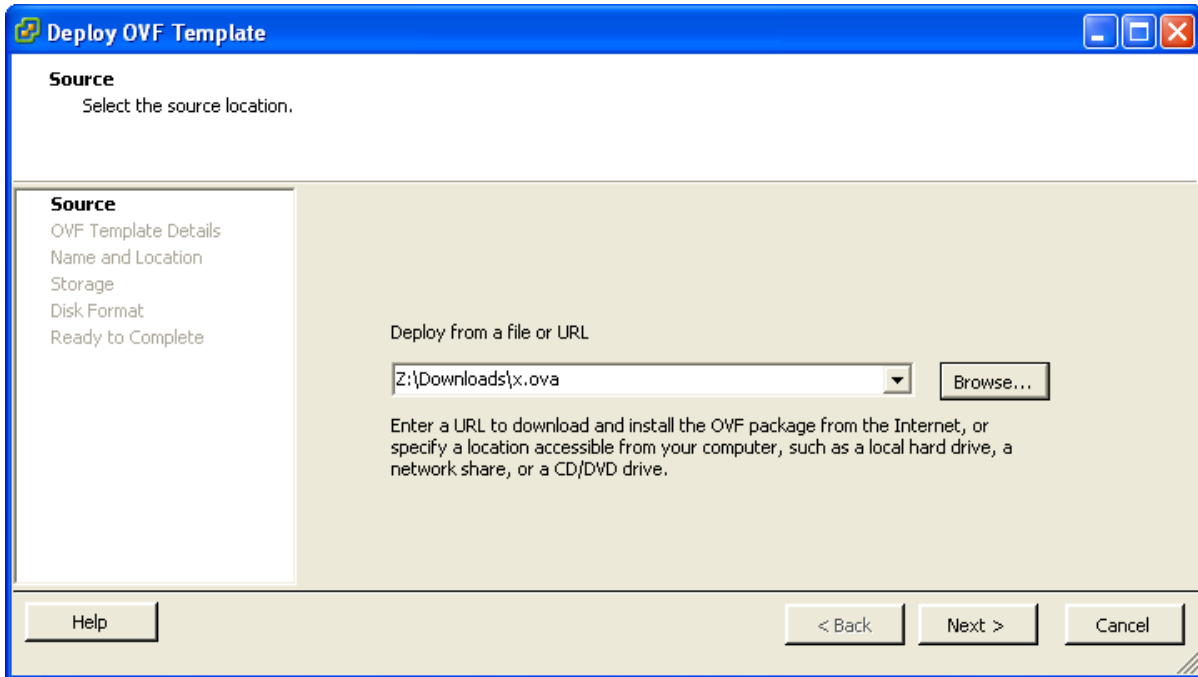 Deploy OVF Template
Source
Select the source location.
Source
OVF Template Details
Name and Location
Storage
Disk Format
Ready to Complete
Deploy from a file or URL
Z:\Downloads\x.ova
Browse...
Enter a URL to download and install the OVF package from the Internet, or
specify a location accessible from your computer, such as a local hard drive, a
network share, or a CD/DVD drive.
Help
< Back
Next >
Cancel